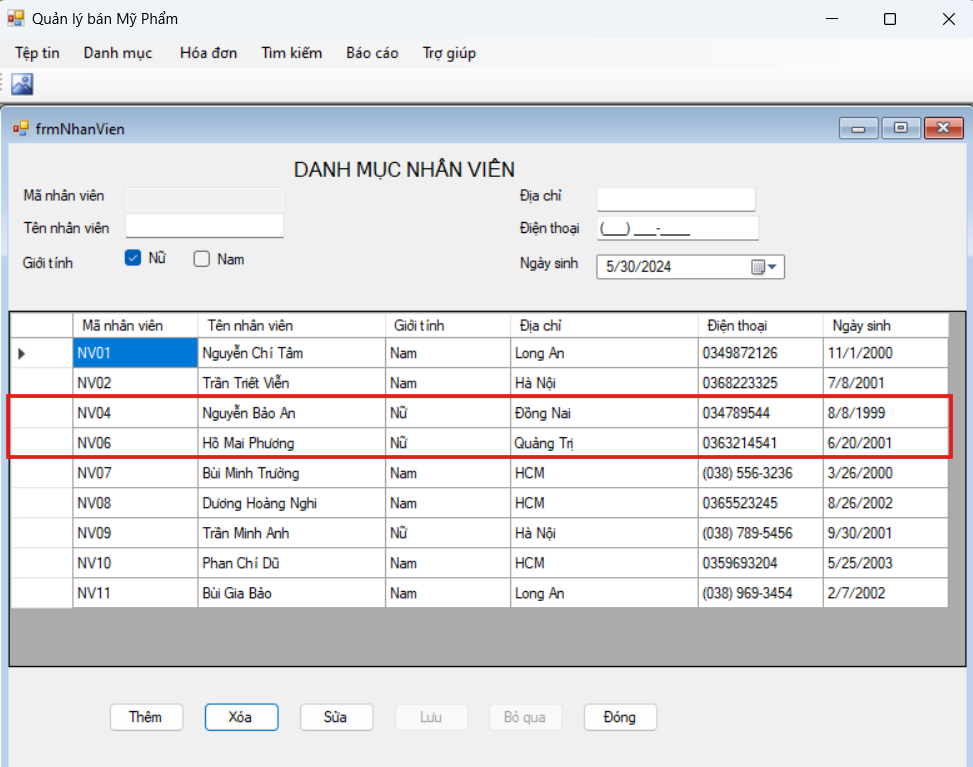 Quản lý bán Mỹ Phẩm
Tệp tin Danh mục Hóa đơn Tìm kiếm Báo cáo Trợ giúp
frmNhanVien
DANH MỤC NHÂN VIÊN
Mã nhân viên Địa chỉ
Tên nhân viên Điện thoại (___) ___-____
Giới tính Nữ Nam Ngày sinh 5/30/2024
Mã nhân viên Tên nhân viên Giới tính Địa chỉ Điện thoại Ngày sinh
NV01 Nguyễn Chí Tâm Nam Long An 0349872126 11/1/2000
NV02 Trần Triết Viễn Nam Hà Nội 0368223325 7/8/2001
NV04 Nguyễn Bảo An Nữ Đồng Nai 034789544 8/8/1999
NV06 Hồ Mai Phương Nữ Quảng Trị 0363214541 6/20/2001
NV07 Bùi Minh Trưởng Nam HCM (038) 556-3236 3/26/2000
NV08 Dương Hoàng Nghi Nam HCM 0365523245 8/26/2002
NV09 Trần Minh Anh Nữ Hà Nội (038) 789-5456 9/30/2001
NV10 Phan Chí Dũ Nam HCM 0359693204 5/25/2003
NV11 Bùi Gia Bảo Nam Long An (038) 969-3454 2/7/2002
Thêm Xóa Sửa Lưu Bỏ qua Đóng